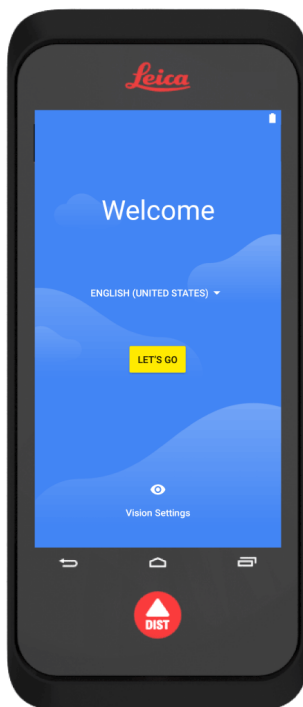 Leica
Welcome
ENGLISH (UNITED STATES)
LET'S GO
Vision Settings
DIST